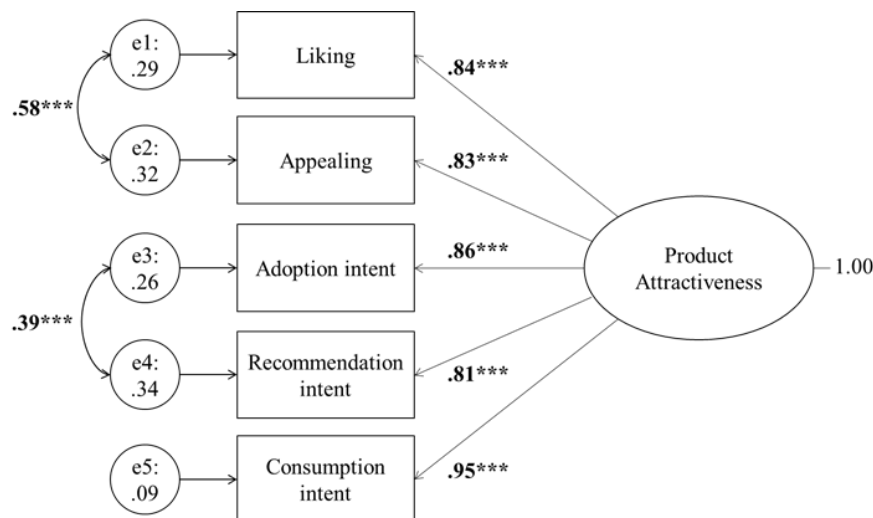 e1:
.29
Liking
.84***
.58***
e2:
.32
Appealing
.83***
e3:
.26
Adoption intent
.86***
Product
Attractiveness
1.00
.39***
e4:
.34
Recommendation
intent
.81***
e5:
.09
Consumption
intent
.95***